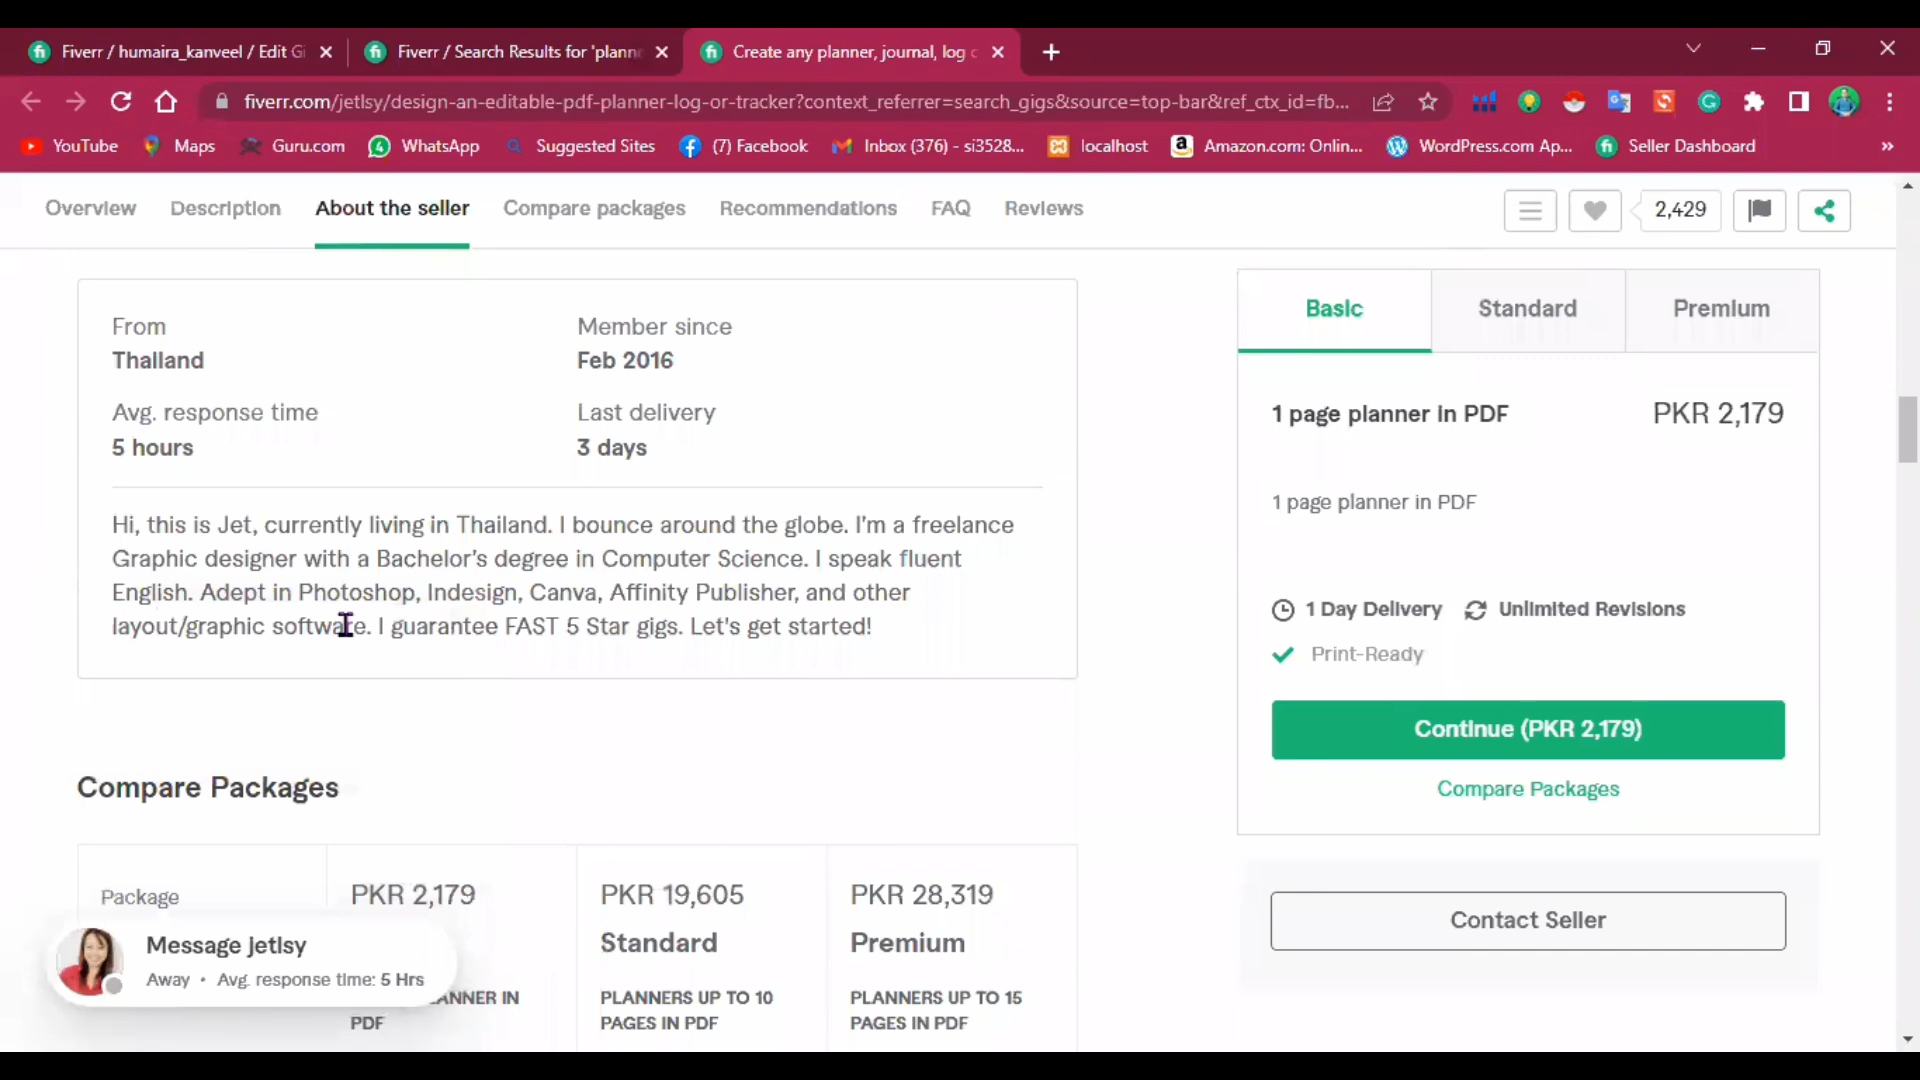 Fiverr / humaira_kanveel / Edit Gi
Fiverr / Search Results for 'plann
Create any planner, journal, log o
fiverr.com/jetlsy/design-an-editable-pdf-planner-log-or-tracker?context_referrer=search_gigs&source=top-bar&ref_ctx_id=fb...
YouTube
Maps
Guru.com
WhatsApp
Suggested Sites
(7) Facebook
Inbox (376) - si3528...
localhost
Amazon.com: Onlin...
WordPress.com Ap...
Seller Dashboard
Overview
Description
About the seller
Compare packages
Recommendations
FAQ
Reviews
2,429
From
Thailand
Member since
Feb 2016
Avg. response time
5 hours
Last delivery
3 days
Hi, this is Jet, currently living in Thailand. I bounce around the globe. I'm a freelance
Graphic designer with a Bachelor's degree in Computer Science. I speak fluent
English. Adept in Photoshop, Indesign, Canva, Affinity Publisher, and other
layout/graphic software. I guarantee FAST 5 Star gigs. Let's get started!
Basic
Standard
Premium
1 page planner in PDF
PKR 2,179
1 page planner in PDF
1 Day Delivery
Unlimited Revisions
Print-Ready
Continue (PKR 2,179)
Compare Packages
Contact Seller
Compare Packages
Package
PKR 2,179
PKR 19,605
PKR 28,319
Standard
Premium
ANNER IN
PDF
PLANNERS UP TO 10
PAGES IN PDF
PLANNERS UP TO 15
PAGES IN PDF
Message jetlsy
Away • Avg. response time: 5 Hrs